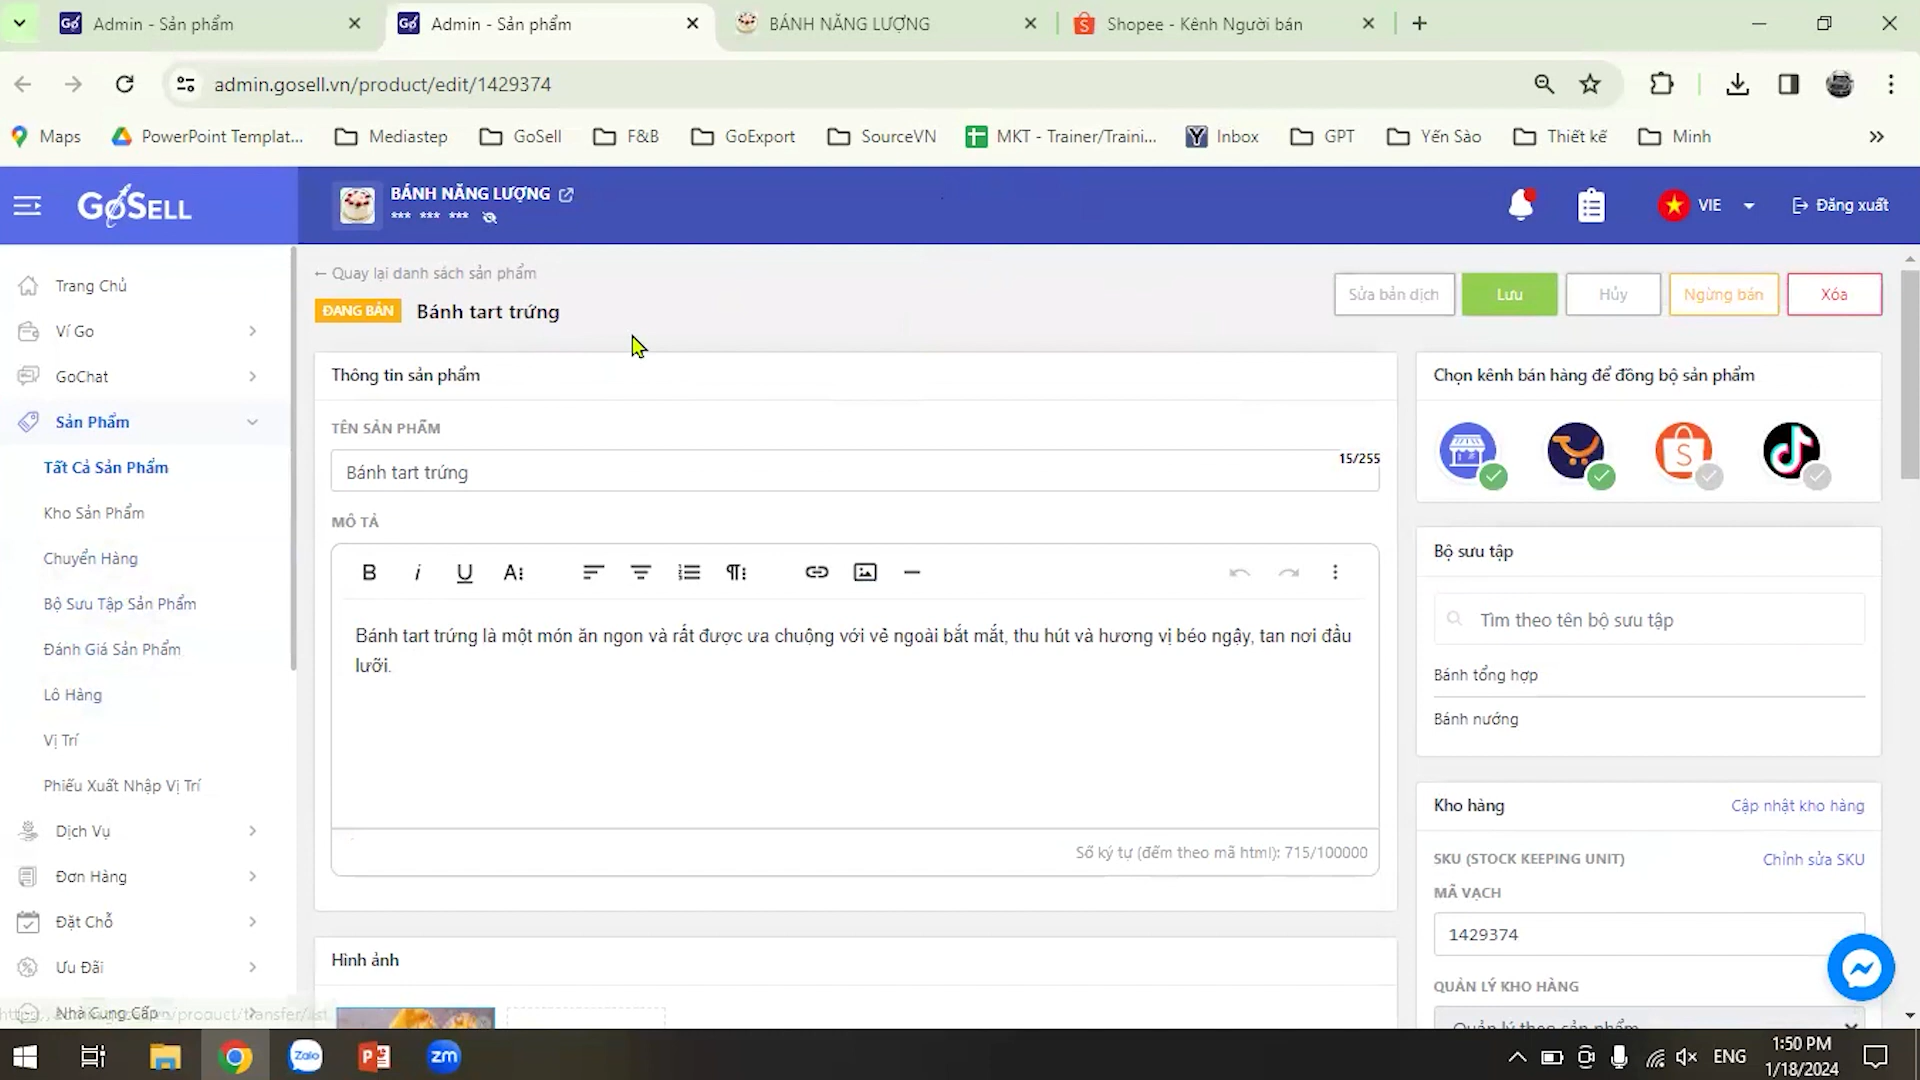 Admin - Sản phẩm
Admin - Sản phẩm
BÁNH NĂNG LƯỢNG
Shopee - Kênh Người bán
admin.gosell.vn/product/edit/1429374
Maps
PowerPoint Templat...
Mediastep
GoSell
F&B
GoExport
SourceVN
MKT - Trainer/Traini...
Inbox
GPT
Yến Sào
Thiết kế
Minh
»
GoSELL
BÁNH NĂNG LƯỢNG
*** *** ***
VIE
Đăng xuất
Trang Chủ
Ví Go
GoChat
Sản Phẩm
Tất Cả Sản Phẩm
Kho Sản Phẩm
Chuyển Hàng
Bộ Sưu Tập Sản Phẩm
Đánh Giá Sản Phẩm
Lô Hàng
Vị Trí
Phiếu Xuất Nhập Vị Trí
Dịch Vụ
Đơn Hàng
Đặt Chỗ
Ưu Đãi
Nhà Cung Cấp
← Quay lại danh sách sản phẩm
ĐANG BÁN
Bánh tart trứng
Sửa bản dịch
Lưu
Hủy
Ngừng bán
Xóa
Thông tin sản phẩm
TÊN SẢN PHẨM
Bánh tart trứng
15/255
MÔ TẢ
B i U A
Bánh tart trứng là một món ăn ngon và rất được ưa chuộng với vẻ ngoài bắt mắt, thu hút và hương vị béo ngậy, tan nơi đầu
lưỡi.
Số ký tự (đếm theo mã html): 715/100000
Hình ảnh
Chọn kênh bán hàng để đồng bộ sản phẩm
Bộ sưu tập
Tìm theo tên bộ sưu tập
Bánh tổng hợp
Bánh nướng
Kho hàng
Cập nhật kho hàng
SKU (STOCK KEEPING UNIT)
Chỉnh sửa SKU
MÃ VẠCH
1429374
QUẢN LÝ KHO HÀNG
Quản lý theo sản phẩm
Zalo
zm
ENG
1:50 PM
1/18/2024